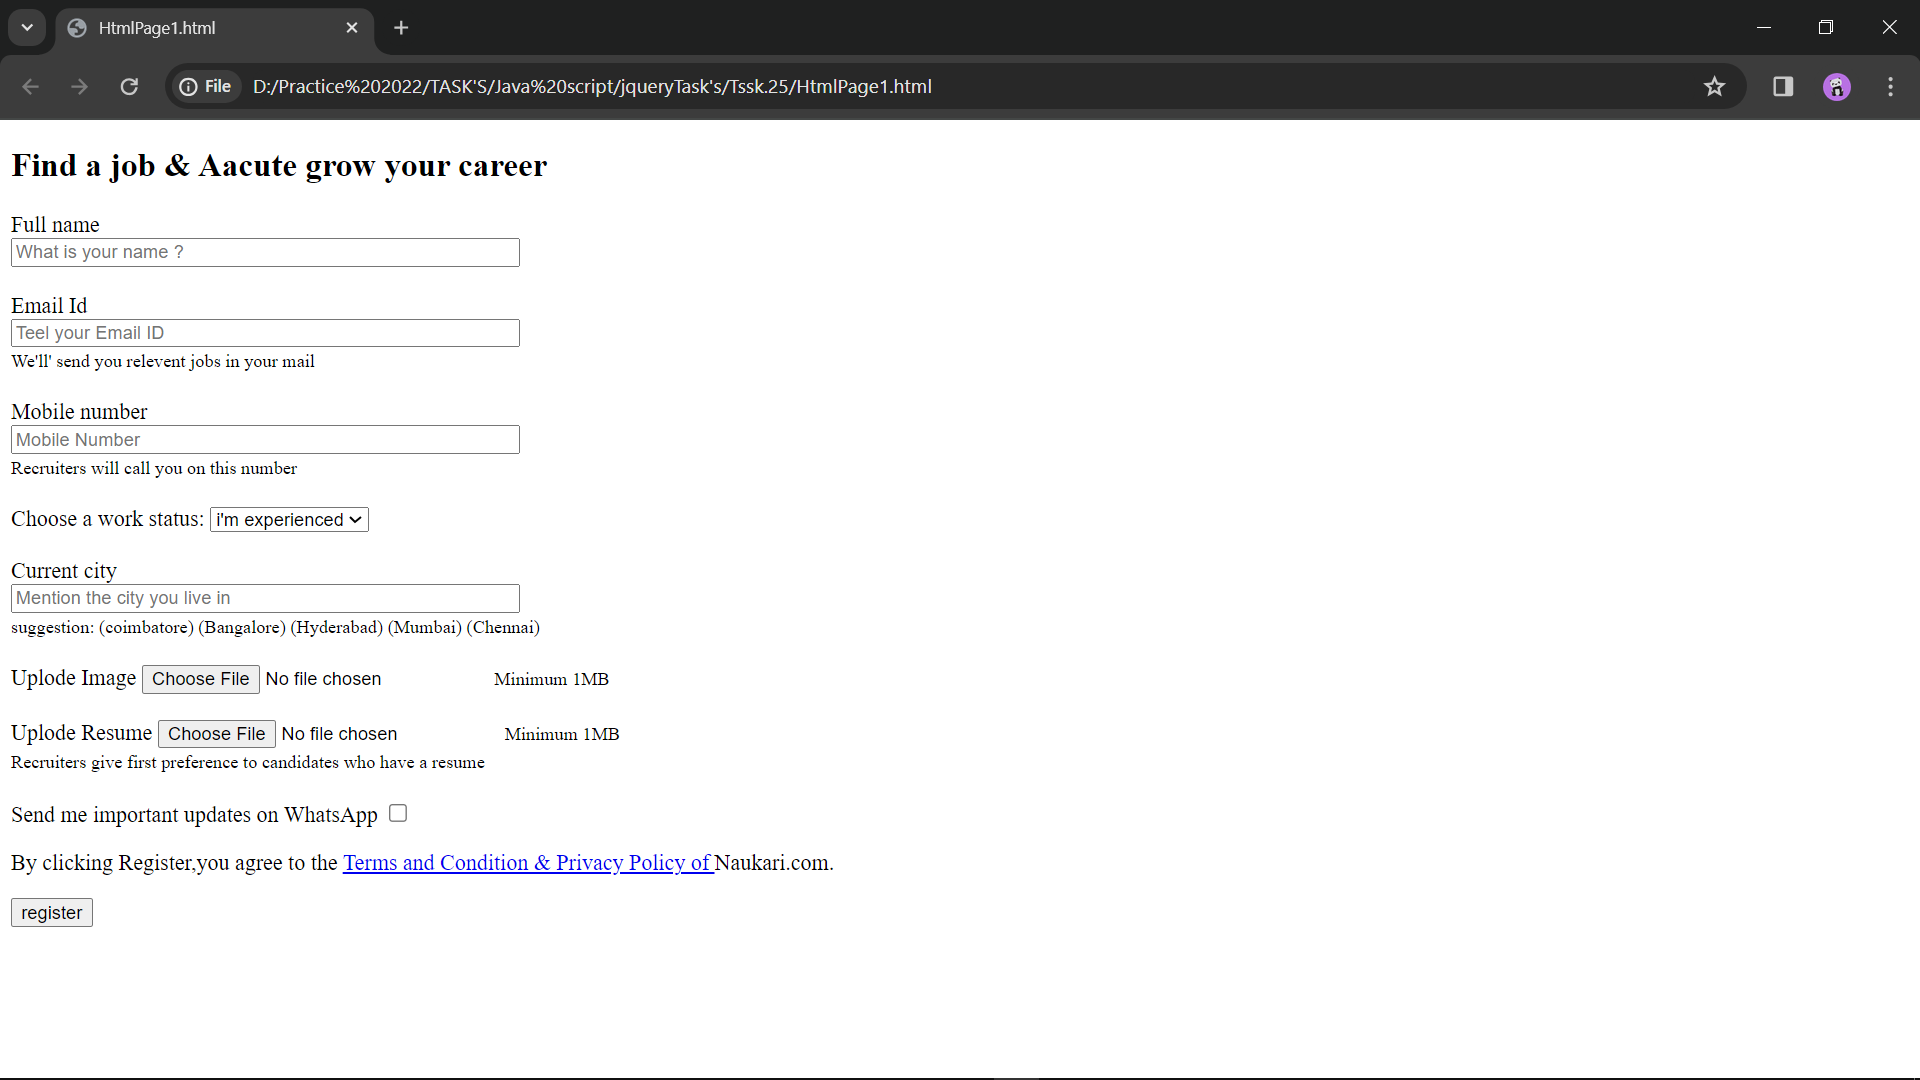 HtmlPage1.html
File D:/Practice%202022/TASK'S/Java%20script/jqueryTask's/Tssk.25/HtmlPage1.html
Find a job & Aacute grow your career
Full name
What is your name ?
Email Id
Teel your Email ID
We'll' send you relevent jobs in your mail
Mobile number
Mobile Number
Recruiters will call you on this number
Choose a work status: i'm experienced
Current city
Mention the city you live in
suggestion: (coimbatore) (Bangalore) (Hyderabad) (Mumbai) (Chennai)
Uplode Image Choose File No file chosen Minimum 1MB
Uplode Resume Choose File No file chosen Minimum 1MB
Recruiters give first preference to candidates who have a resume
Send me important updates on WhatsApp
By clicking Register,you agree to the Terms and Condition & Privacy Policy of Naukari.com.
register